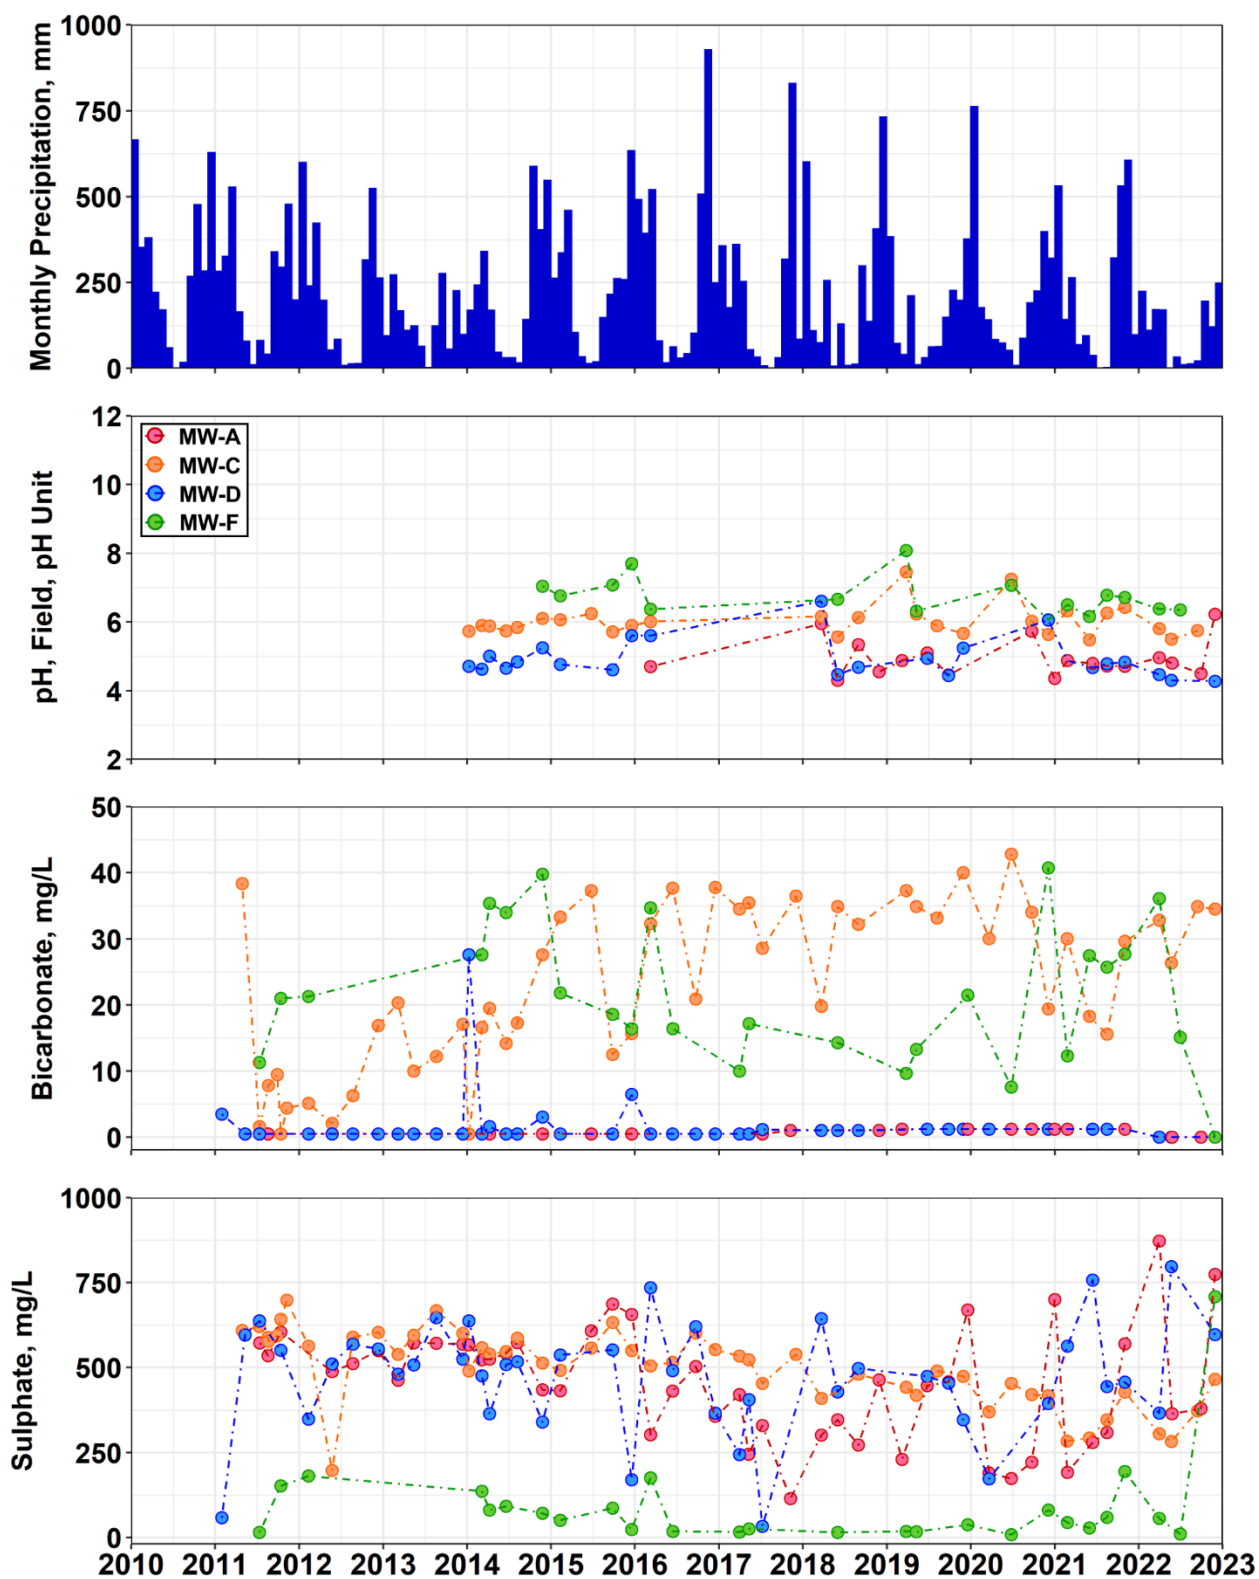 Monthly Precipitation, mm
1000
750
500
250
0
pH, Field, pH Unit
12
10
8
6
4
2
MW-A
MW-C
MW-D
MW-F
Bicarbonate, mg/L
50
40
30
20
10
0
Sulphate, mg/L
1000
750
500
250
0
2010 2011 2012 2013 2014 2015 2016 2017 2018 2019 2020 2021 2022 2023